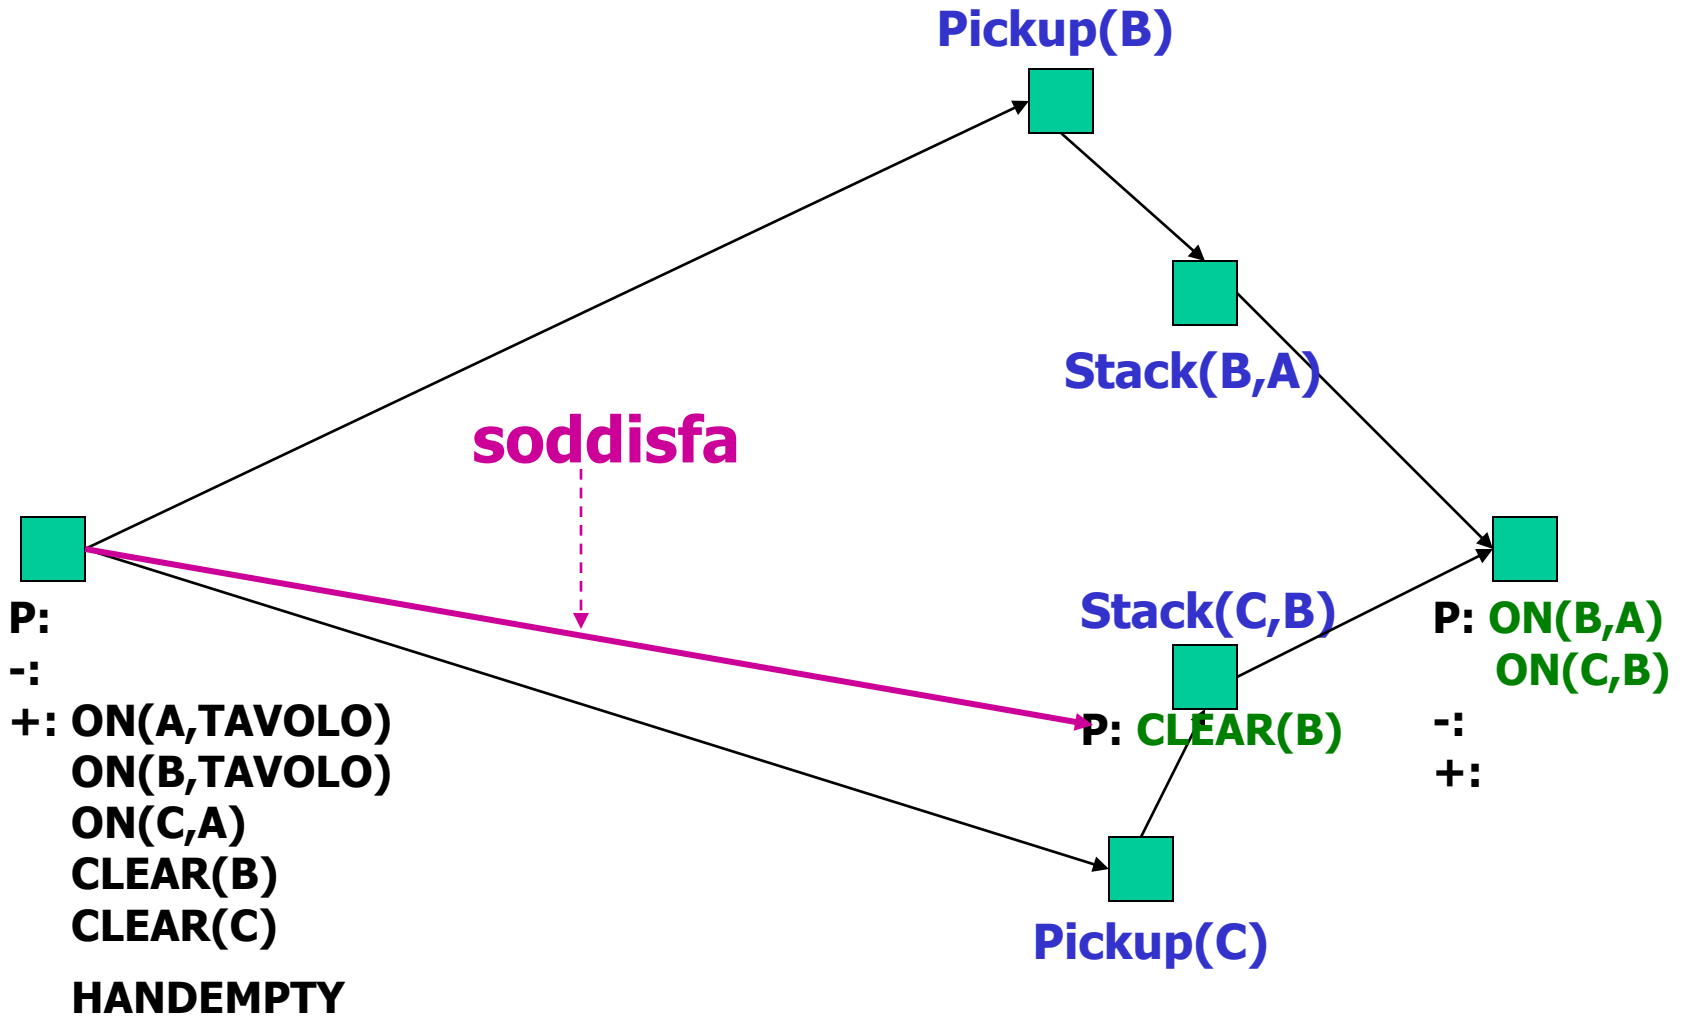 Pickup(B)
Stack(B,A)
soddisfa
P:
-:
+: ON(A,TAVOLO)
ON(B,TAVOLO)
ON(C,A)
CLEAR(B)
CLEAR(C)
HANDEMPTY
Stack(C,B)
P: CLEAR(B)
Pickup(C)
P: ON(B,A)
ON(C,B)
-:
+: